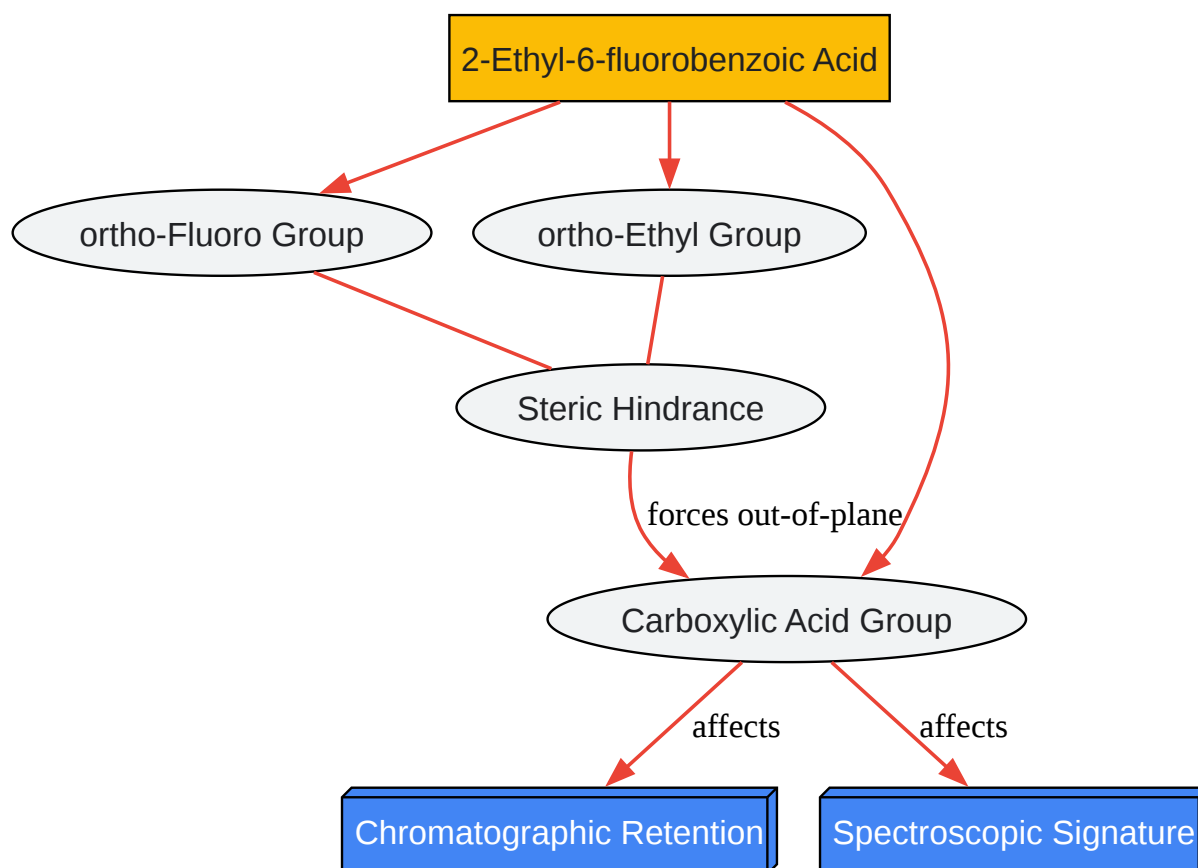 2-Ethyl-6-fluorobenzoic Acid
ortho-Fluoro Group
ortho-Ethyl Group
Steric Hindrance
forces out-of-plane
Carboxylic Acid Group
affects
affects
Chromatographic Retention
Spectroscopic Signature